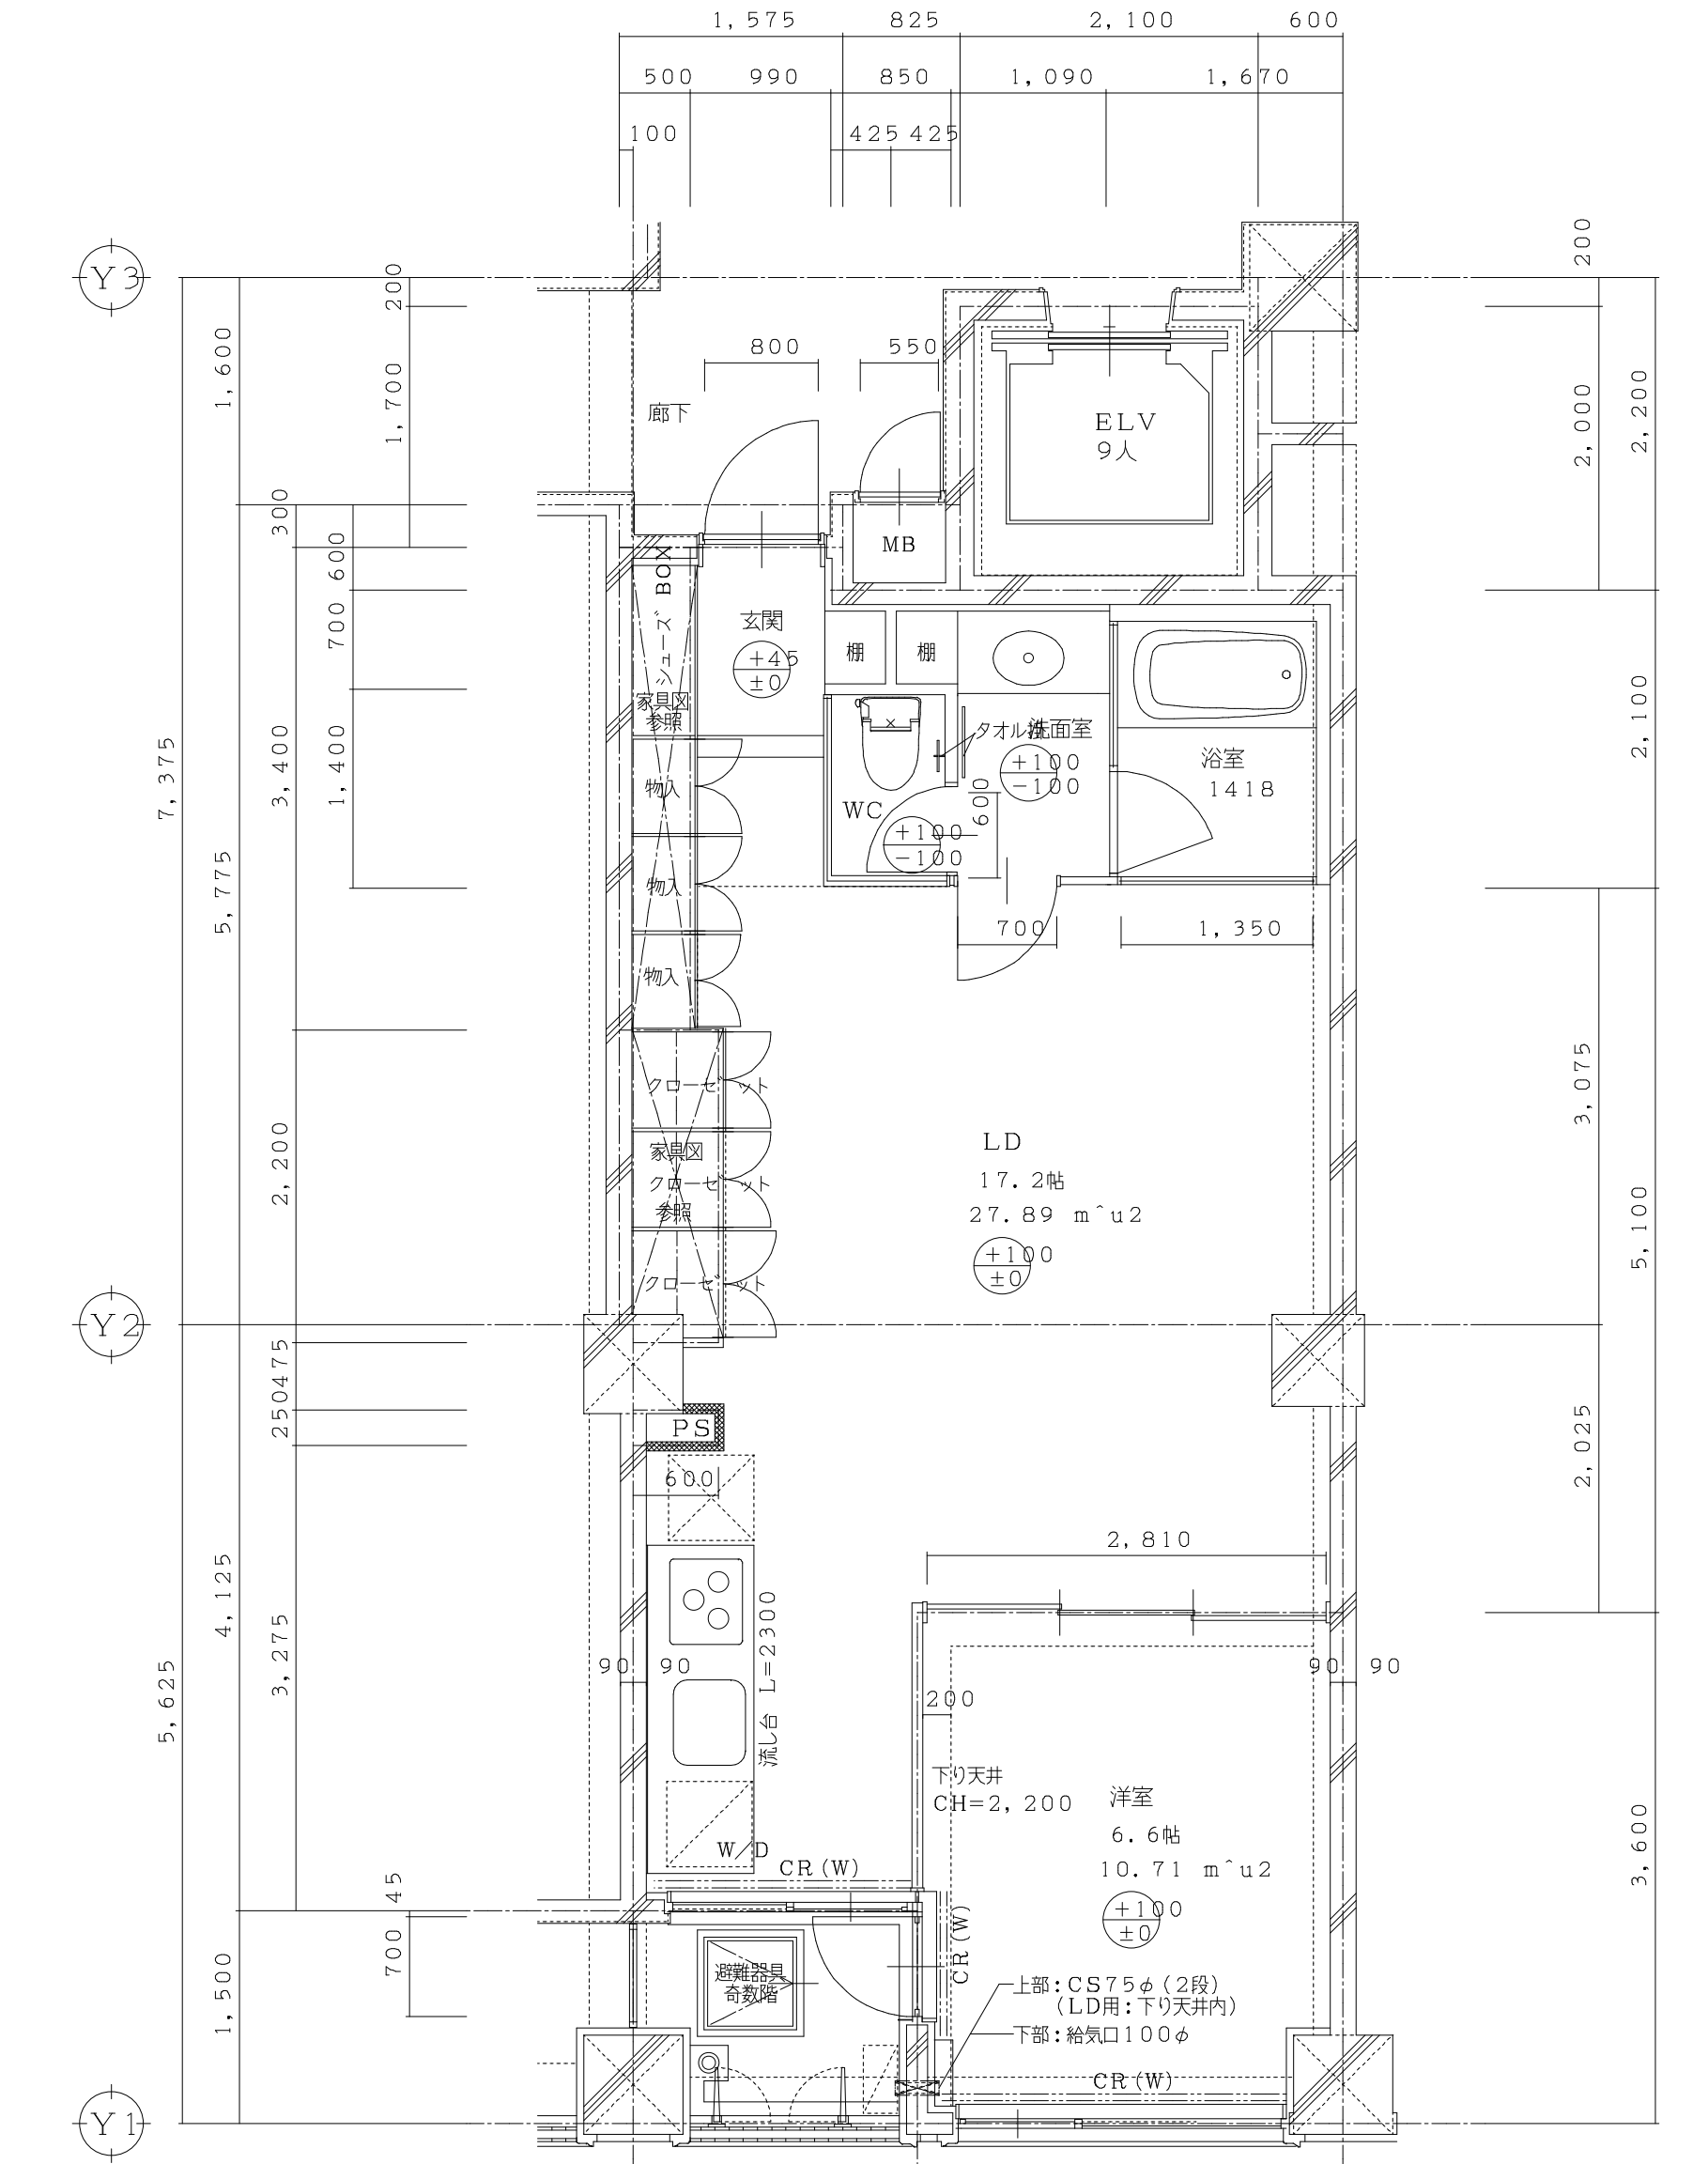 1,575 825 2,100 600
500 990 850 1,090 1,670
100 425 425
200
Y3
200
1,600
1,700
800 550
2,000
2,200
廊下
ELV
9人
300
600
MB
シューズ BOX
玄関
+45
±0
棚 棚
700
2,100
家具図
参照
タオル掛
洗面室
+100
-100
浴室
1418
7,375
3,400
1,400
物入
WC
+100
-100
600
物入
5,775
700
1,350
物入
3,075
クローゼット
家具図
クローゼット
参照
LD
17.2帖
27.89 m^u2
+100
±0
2,200
5,100
クローゼット
Y2
475
250
PS
600
2,025
2,810
4,125
流し台 L=2300
3,275
5,625
90 90
90 90
200
下り天井
CH=2,200
洋室
6.6帖
10.71 m^u2
+100
±0
3,600
W/D
CR(W)
45
700
CR(W)
1,500
避難器具
奇数階
上部:CS75φ(2段)
(LD用:下り天井内)
下部:給気口100φ
CR(W)
Y1